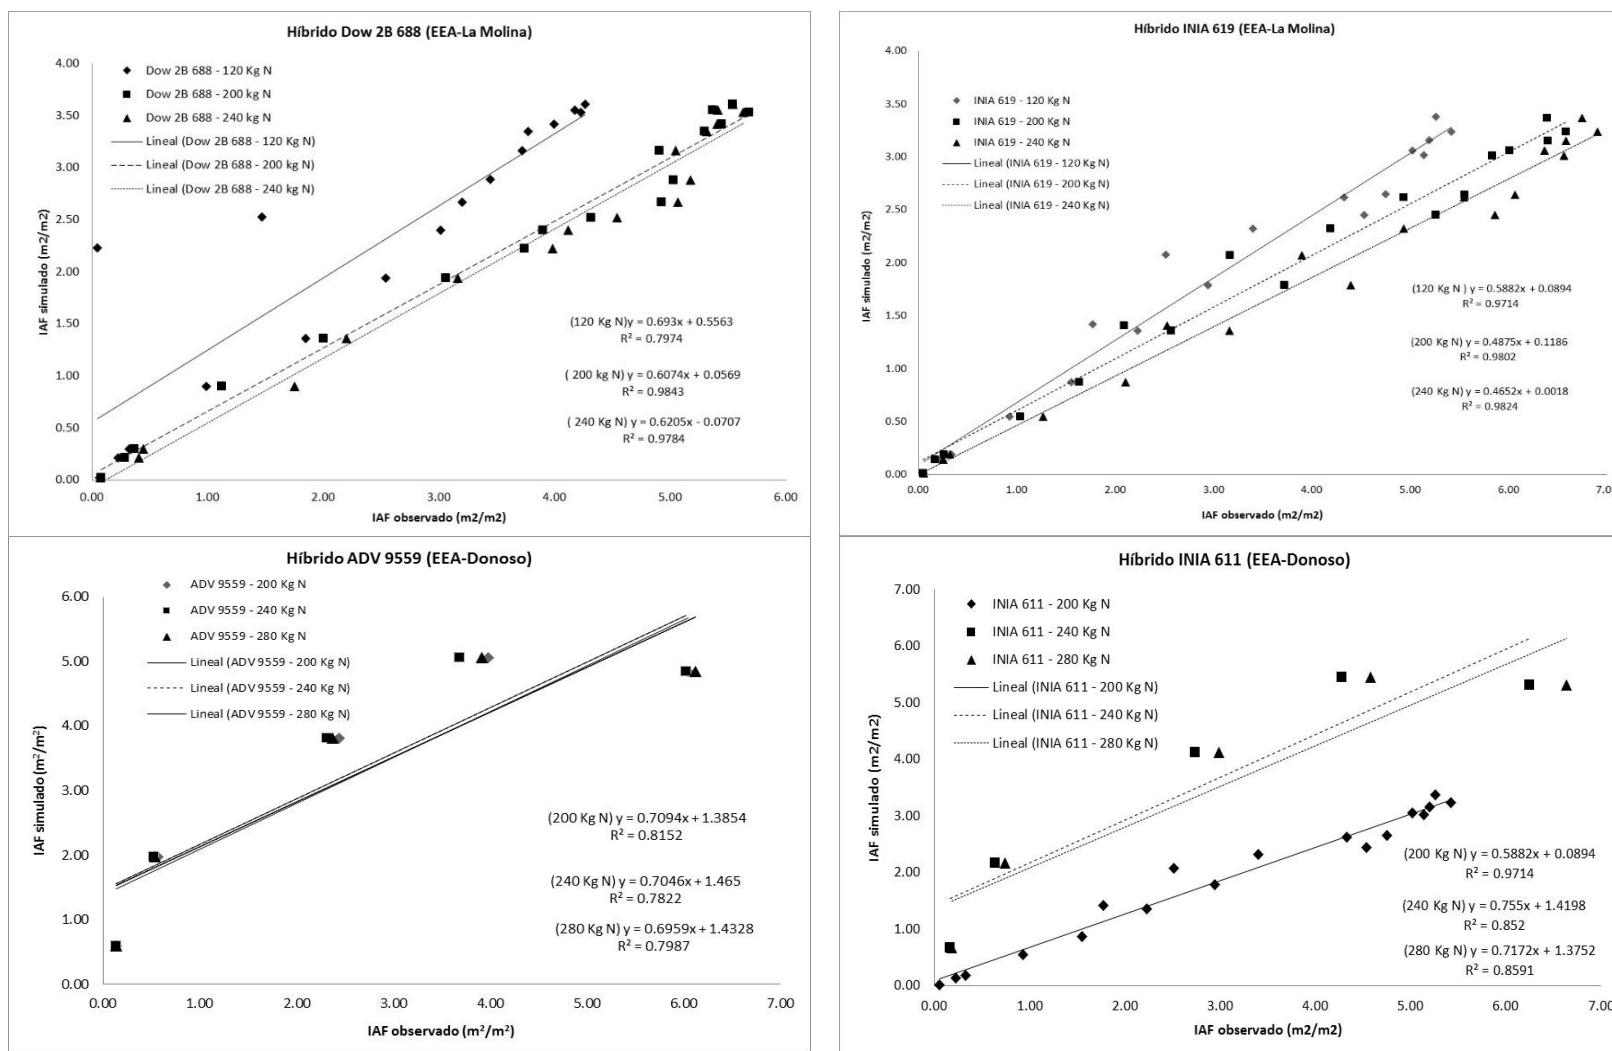 Híbrido Dow 2B 688 (EEA-La Molina)
4.00
3.50
3.00
2.50
2.00
1.50
1.00
0.50
0.00
IAF simulado (m2/m2)
Dow 2B 688 - 120 Kg N
Dow 2B 688 - 200 kg N
Dow 2B 688 - 240 kg N
Lineal (Dow 2B 688 - 120 Kg N)
Lineal (Dow 2B 688 - 200 kg N)
Lineal (Dow 2B 688 - 240 kg N)
(120 Kg N)y = 0.693x + 0.5563
R² = 0.7974
( 200 kg N) y = 0.6074x + 0.0569
R² = 0.9843
( 240 Kg N) y = 0.6205x - 0.0707
R² = 0.9784
0.00 1.00 2.00 3.00 4.00 5.00 6.00
IAF observado (m2/m2)
Híbrido INIA 619 (EEA-La Molina)
4.00
3.50
3.00
2.50
2.00
1.50
1.00
0.50
0.00
IAF simulado (m2/m2)
INIA 619 - 120 Kg N
INIA 619 - 200 Kg N
INIA 619 - 240 Kg N
Lineal (INIA 619 - 120 Kg N)
Lineal (INIA 619 - 200 Kg N)
Lineal (INIA 619 - 240 Kg N)
(120 Kg N ) y = 0.5882x + 0.0894
R² = 0.9714
(200 Kg N) y = 0.4875x + 0.1186
R² = 0.9802
(240 Kg N) y = 0.4652x + 0.0018
R² = 0.9824
0.00 1.00 2.00 3.00 4.00 5.00 6.00 7.00
IAF observado (m2/m2)
Híbrido ADV 9559 (EEA-Donoso)
6.00
5.00
4.00
3.00
2.00
1.00
0.00
IAF simulado (m²/m²)
ADV 9559 - 200 Kg N
ADV 9559 - 240 Kg N
ADV 9559 - 280 Kg N
Lineal (ADV 9559 - 200 Kg N)
Lineal (ADV 9559 - 240 Kg N)
Lineal (ADV 9559 - 280 Kg N)
(200 Kg N) y = 0.7094x + 1.3854
R² = 0.8152
(240 Kg N) y = 0.7046x + 1.465
R² = 0.7822
(280 Kg N) y = 0.6959x + 1.4328
R² = 0.7987
0.00 1.00 2.00 3.00 4.00 5.00 6.00 7.00
IAF observado (m²/m²)
Híbrido INIA 611 (EEA-Donoso)
7.00
6.00
5.00
4.00
3.00
2.00
1.00
0.00
IAF simulado (m2/m2)
INIA 611 - 200 Kg N
INIA 611 - 240 Kg N
INIA 611 - 280 Kg N
Lineal (INIA 611 - 200 Kg N)
Lineal (INIA 611 - 240 Kg N)
Lineal (INIA 611 - 280 Kg N)
(200 Kg N) y = 0.5882x + 0.0894
R² = 0.9714
(240 Kg N) y = 0.755x + 1.4198
R² = 0.852
(280 Kg N) y = 0.7172x + 1.3752
R² = 0.8591
0.00 1.00 2.00 3.00 4.00 5.00 6.00 7.00
IAF observado (m2/m2)